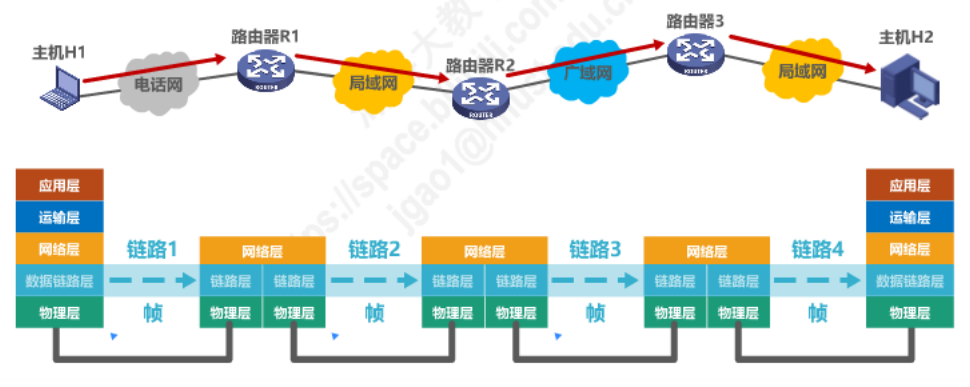 主机H1
路由器R1
路由器R2
路由器3
主机H2
电话网
局域网
广域网
局域网
ROUTER
ROUTER
ROUTER
应用层
运输层
网络层
数据链路层
物理层
链路1
帧
网络层
链路层 链路层
物理层 物理层
链路2
帧
网络层
链路层 链路层
物理层 物理层
链路3
帧
网络层
链路层 链路层
物理层 物理层
链路4
帧
应用层
运输层
网络层
数据链路层
物理层